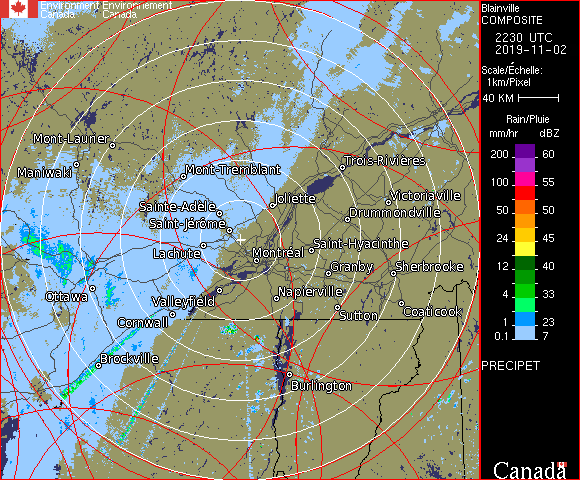 Environment Environnement
Canada Canada
Blainville
COMPOSITE
2230 UTC
2019-11-02
Scale/Échelle:
1km/Pixel
40 KM
Rain/Pluie
mm/hr dBZ
200 60
100 55
50 50
24 45
12 40
4 33
1 23
0.1 7
PRECIPET
Canada
Mont-Laurier
Maniwaki
Mont-Tremblant
Trois-Rivières
Sainte-Adèle
Joliette
Victoriaville
Drummondville
Saint-Jérôme
Lachute
Montréal
Saint-Hyacinthe
Granby
Sherbrooke
Ottawa
Valleyfield
Napierville
Cornwall
Sutton
Coaticook
Brockville
Burlington